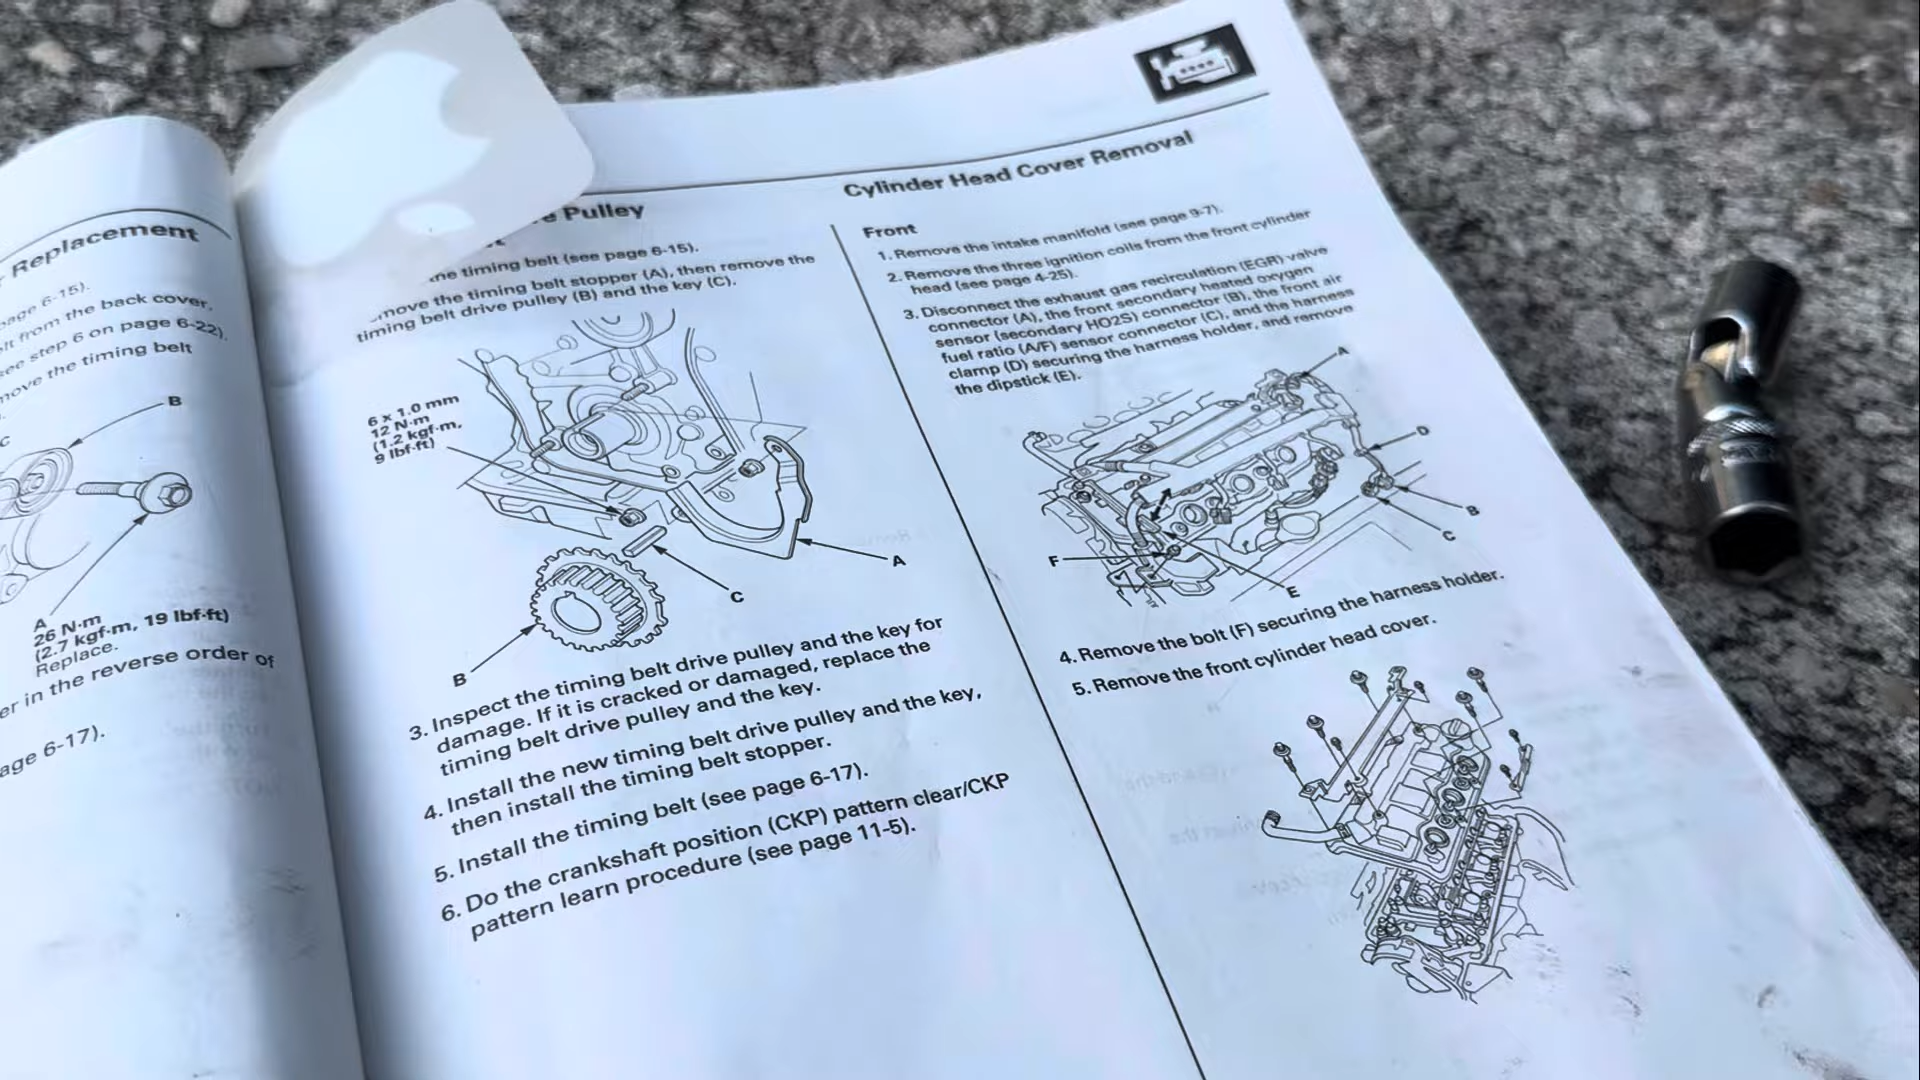 r Replacement
page 6-15).
lt from the back cover,
ee step 6 on page 6-22),
move the timing belt
B
C
A
26 N·m
(2.7 kgf·m, 19 lbf·ft)
Replace.
er in the reverse order of
age 6-17).
e Pulley
the timing belt (see page 6-15).
move the timing belt stopper (A), then remove the
timing belt drive pulley (B) and the key (C).
6 x 1.0 mm
12 N·m
(1.2 kgf·m,
9 lbf·ft)
A
C
B
3. Inspect the timing belt drive pulley and the key for
damage. If it is cracked or damaged, replace the
timing belt drive pulley and the key.
4. Install the new timing belt drive pulley and the key,
then install the timing belt stopper.
5. Install the timing belt (see page 6-17).
6. Do the crankshaft position (CKP) pattern clear/CKP
pattern learn procedure (see page 11-5).
Cylinder Head Cover Removal
Front
1. Remove the intake manifold (see page 9-7).
2. Remove the three ignition coils from the front cylinder
head (see page 4-25).
3. Disconnect the exhaust gas recirculation (EGR) valve
connector (A), the front secondary heated oxygen
sensor (secondary HO2S) connector (B), the front air
fuel ratio (A/F) sensor connector (C), and the harness
clamp (D) securing the harness holder, and remove
the dipstick (E).
A
D
B
C
F
E
4. Remove the bolt (F) securing the harness holder.
5. Remove the front cylinder head cover.